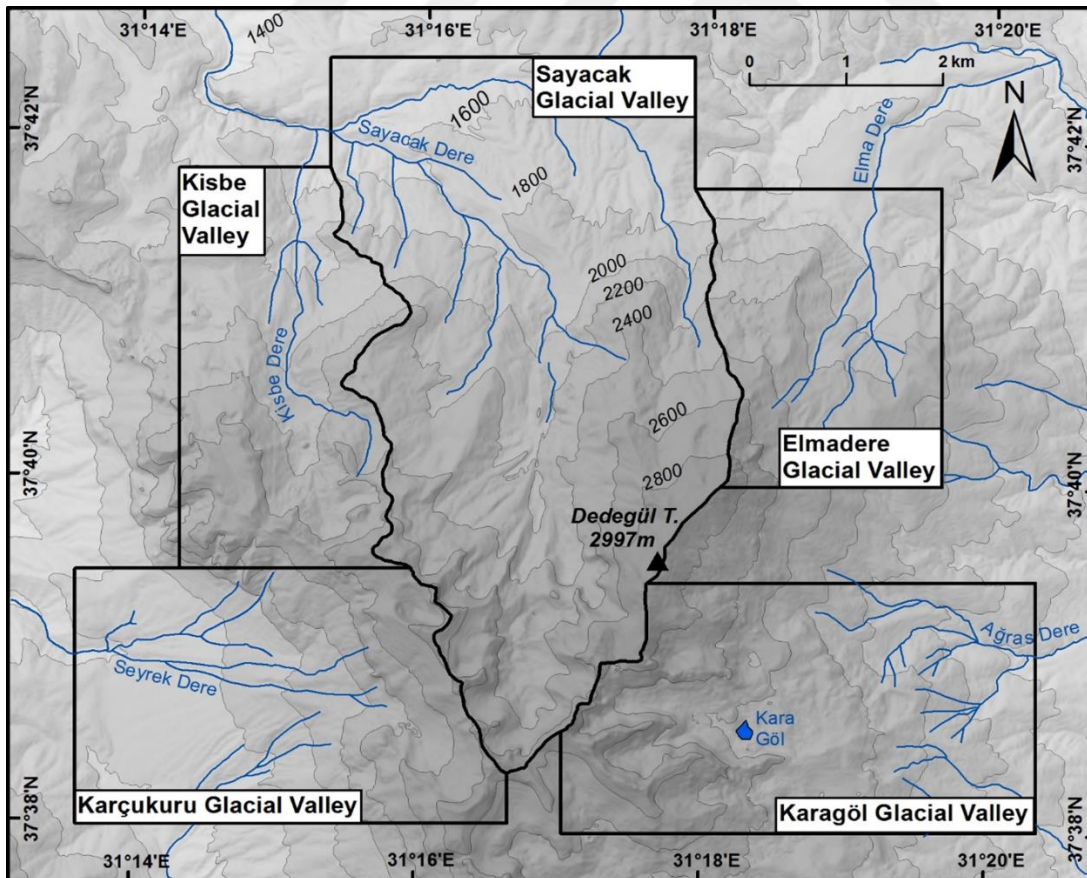 31°14'E
31°16'E
31°18'E
31°20'E
1400
Sayacak
Glacial Valley
0 1 2 km
N
37°42'N
37°42'N
1600
Sayacak Dere
Elma Dere
1800
Kisbe
Glacial
Valley
2000
2200
2400
Kisbe Dere
2600
2800
Elmadere
Glacial Valley
37°40'N
37°40'N
Dedegül T.
2997m
Ağras Dere
Seyrek Dere
Kara
Göl
Karçukuru Glacial Valley
Karagöl Glacial Valley
37°38'N
37°38'N
31°14'E
31°16'E
31°18'E
31°20'E